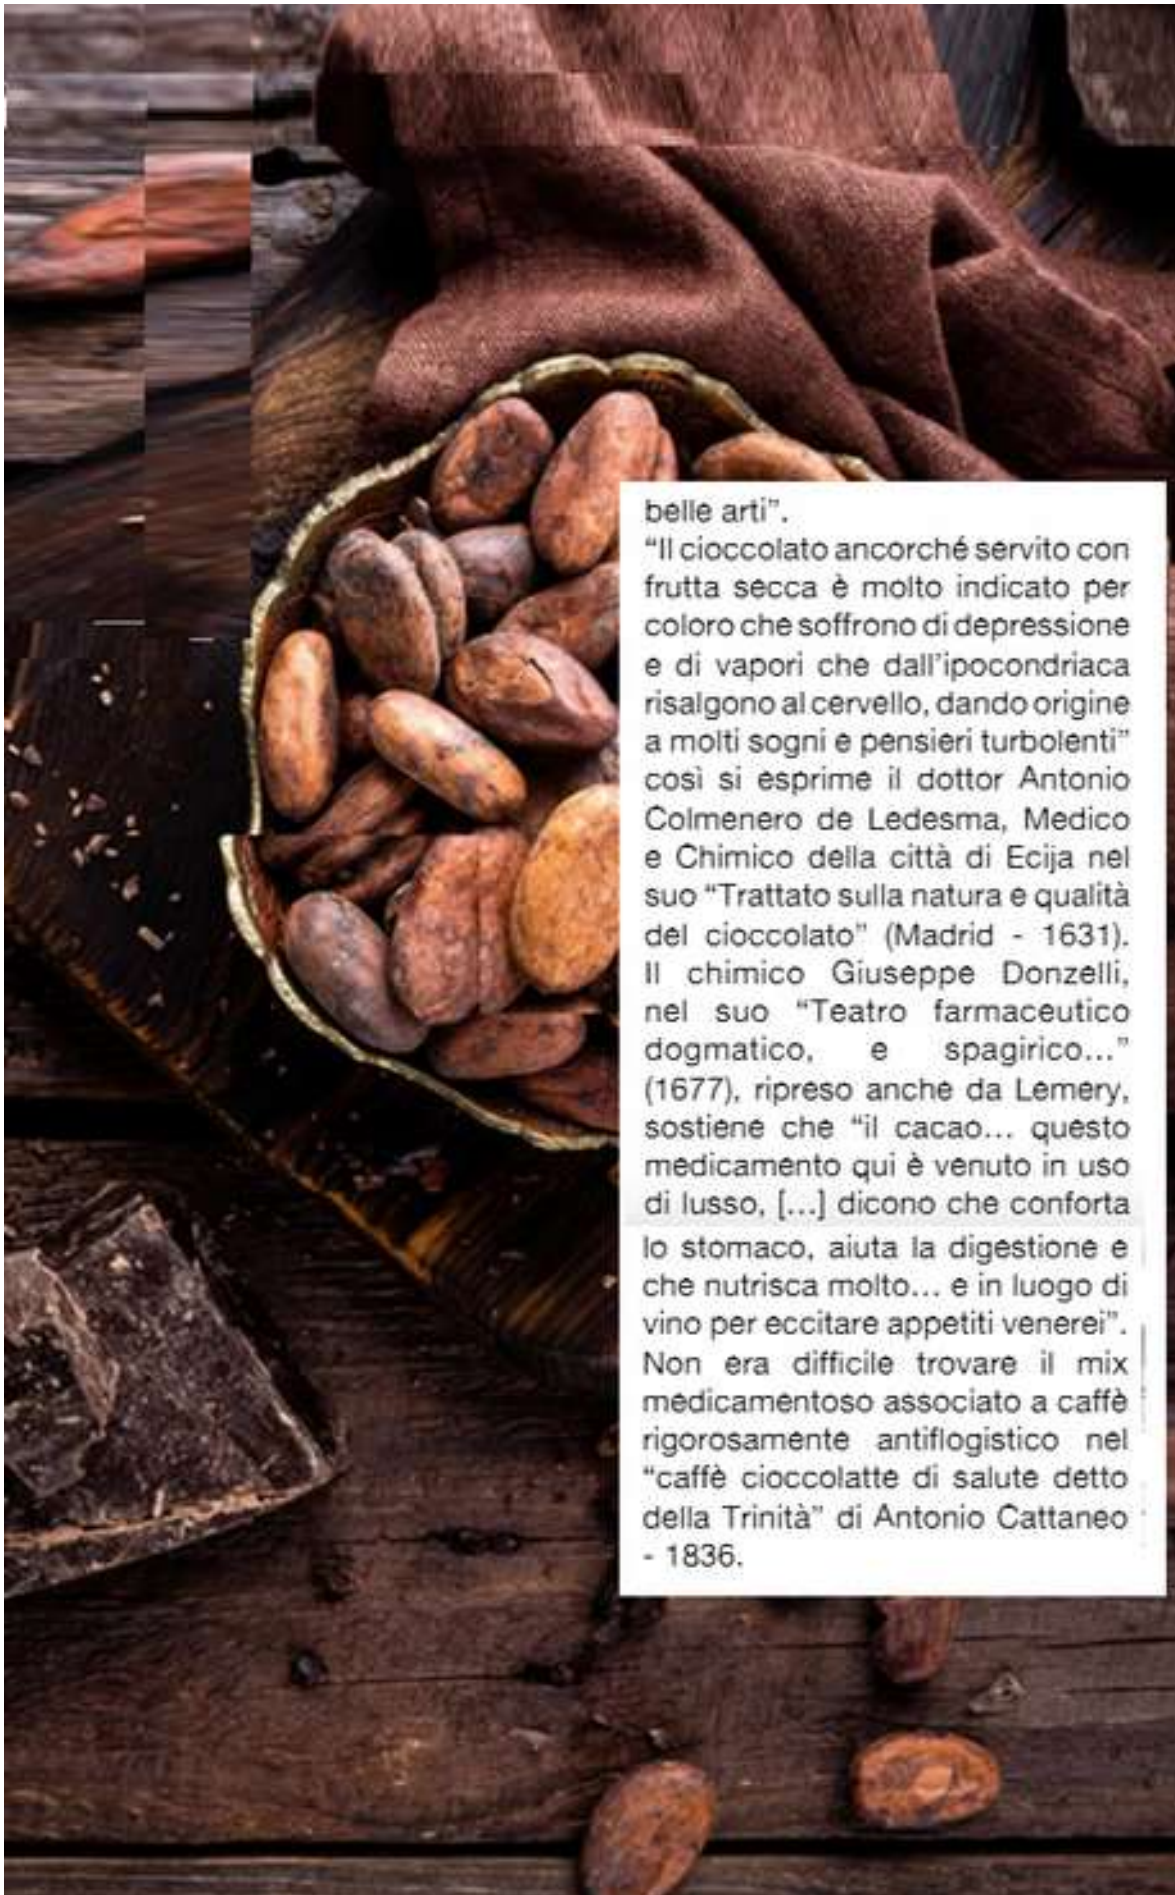 belle arti”.
“Il cioccolato ancorché servito con
frutta secca è molto indicato per
coloro che soffrono di depressione
e di vapori che dall’ipocondriaca
risalgono al cervello, dando origine
a molti sogni e pensieri turbolenti”
così si esprime il dottor Antonio
Colmenero de Ledesma, Medico
e Chimico della città di Ecija nel
suo “Trattato sulla natura e qualità
del cioccolato” (Madrid - 1631).
Il chimico Giuseppe Donzelli,
nel suo “Teatro farmaceutico
dogmatico, e spagirico...”
(1677), ripreso anche da Lemery,
sostiene che “il cacao... questo
medicamento qui è venuto in uso
di lusso, [...] dicono che conforta
lo stomaco, aiuta la digestione e
che nutrisca molto... e in luogo di
vino per eccitare appetiti venerei”.
Non era difficile trovare il mix
medicamentoso associato a caffè
rigorosamente antiflogistico nel
“caffè cioccolatte di salute detto
della Trinità” di Antonio Cattaneo
- 1836.